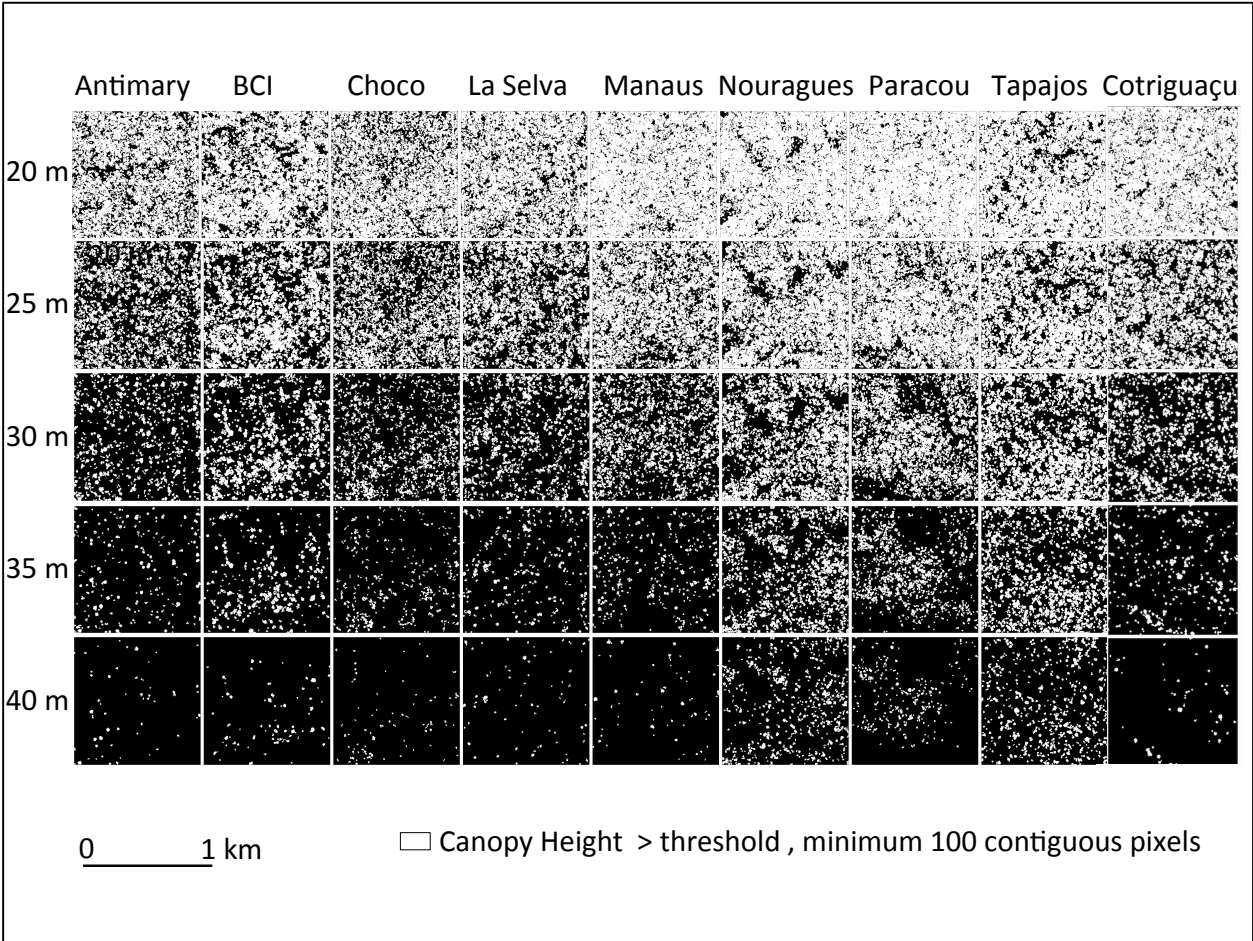 Antimary BCI Choco La Selva Manaus Nouragues Paracou Tapajos Cotriguaçu
20 m
25 m
30 m
35 m
40 m
0 1 km
Canopy Height > threshold , minimum 100 contiguous pixels